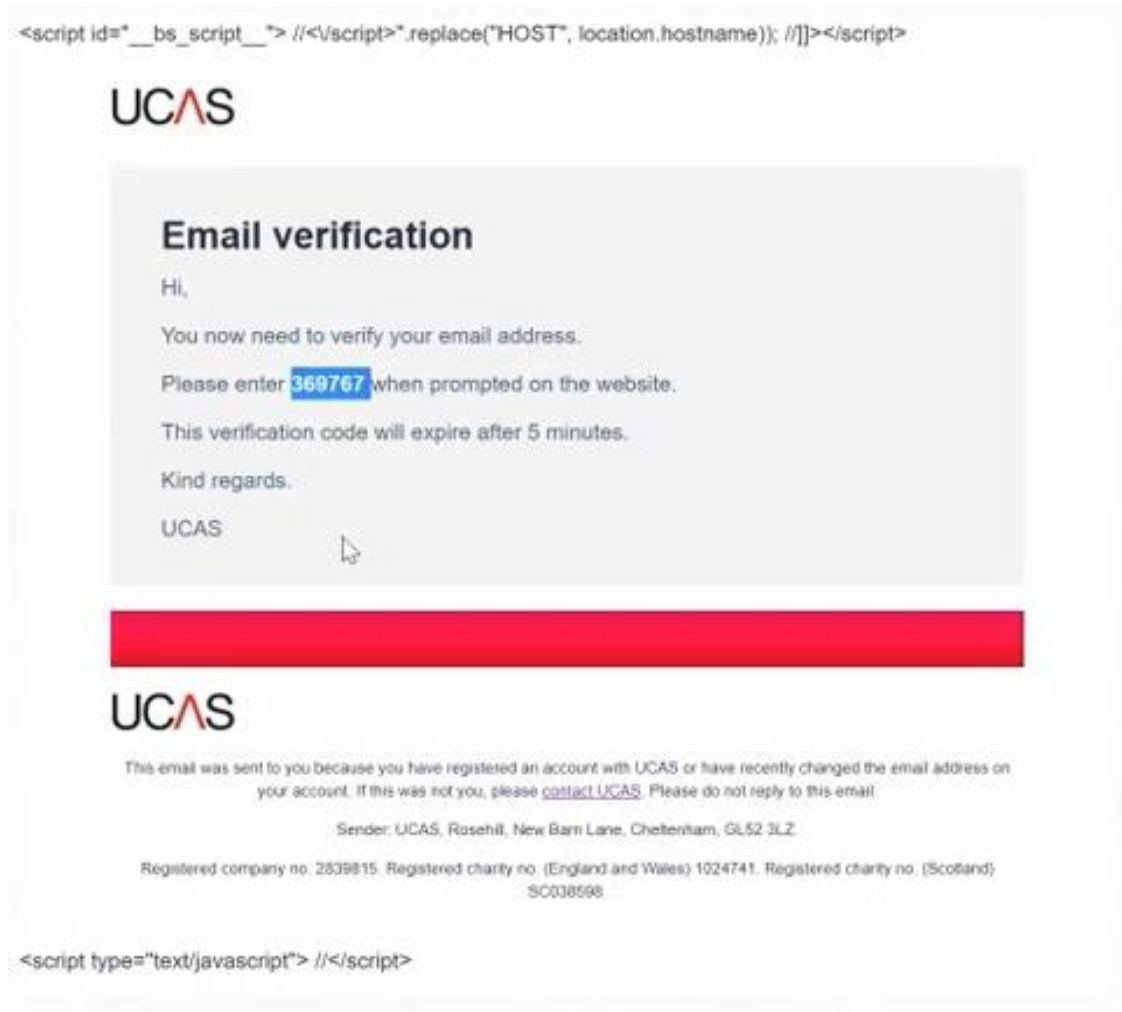 <script id="__bs_script__"> //<\/script>".replace("HOST", location.hostname)); //]]></script>
UCAS
Email verification
Hi,
You now need to verify your email address.
Please enter 369767 when prompted on the website.
This verification code will expire after 5 minutes.
Kind regards.
UCAS
UCAS
This email was sent to you because you have registered an account with UCAS or have recently changed the email address on
your account. If this was not you, please contact UCAS. Please do not reply to this email.
Sender: UCAS, Rosehill, New Barn Lane, Cheltenham, GL52 3LZ.
Registered company no. 2839815. Registered charity no. (England and Wales) 1024741. Registered charity no. (Scotland)
SC038598.
<script type="text/javascript"> //</script>